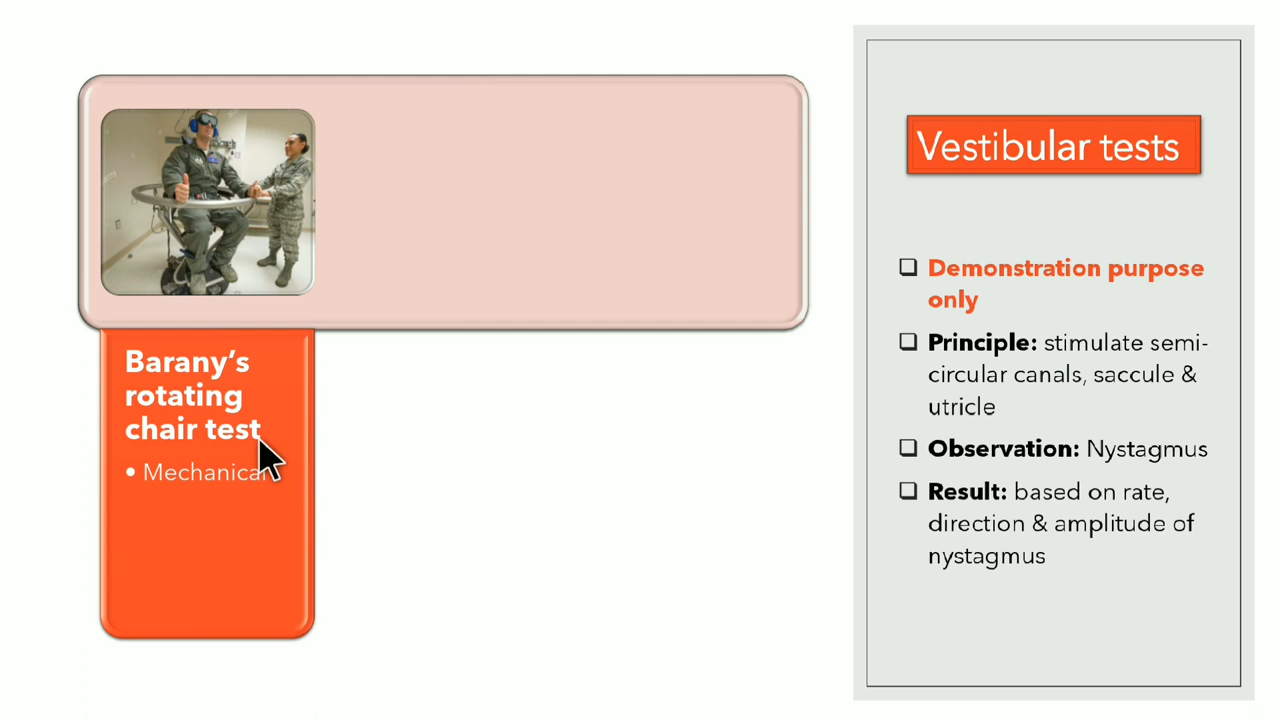 Barany's
rotating
chair test
• Mechanical
Vestibular tests
❑ Demonstration purpose
only
❑ Principle: stimulate semi-
circular canals, saccule &
utricle
❑ Observation: Nystagmus
❑ Result: based on rate,
direction & amplitude of
nystagmus